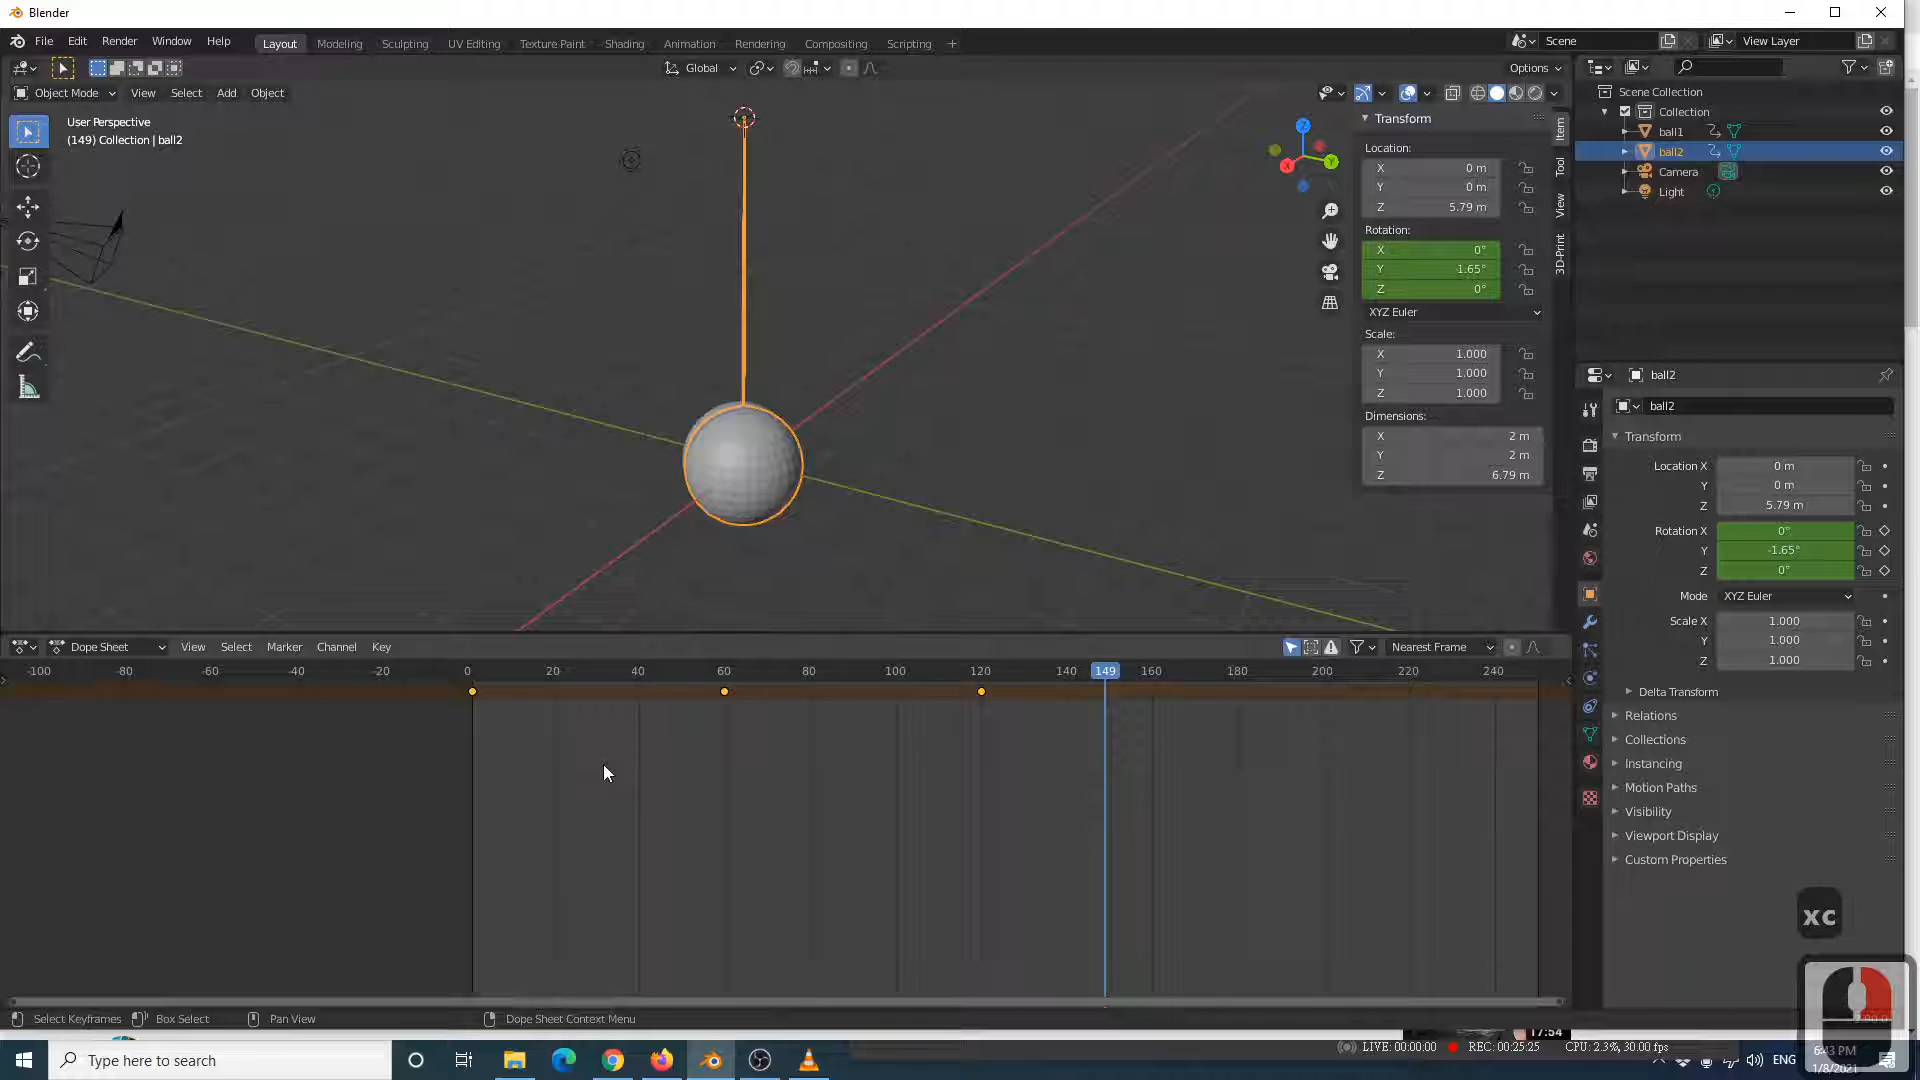 Blender
File Edit Render Window Help Layout Modeling Sculpting UV Editing Texture Paint Shading Animation Rendering Compositing Scripting + Scene View Layer
Global Options
Object Mode View Select Add Object
User Perspective
(149) Collection | ball2
Transform
Location:
X 0 m
Y 0 m
Z 5.79 m
Rotation:
X 0°
Y -1.65°
Z 0°
XYZ Euler
Scale:
X 1.000
Y 1.000
Z 1.000
Dimensions:
X 2 m
Y 2 m
Z 6.79 m
Item
Tool
View
3D-Print
Z
Y
X
Scene Collection
Collection
ball1
ball2
Camera
Light
ball2
ball2
Transform
Location X 0 m
Y 0 m
Z 5.79 m
Rotation X 0°
Y -1.65°
Z 0°
Mode XYZ Euler
Scale X 1.000
Y 1.000
Z 1.000
Delta Transform
Relations
Collections
Instancing
Motion Paths
Visibility
Viewport Display
Custom Properties
Dope Sheet View Select Marker Channel Key Nearest Frame
-100 -80 -60 -40 -20 0 20 40 60 80 100 120 140 149 160 180 200 220 240
xc
Select Keyframes Box Select Pan View Dope Sheet Context Menu
17:54
Type here to search
LIVE: 00:00:00 REC: 00:25:25 CPU: 2.3%, 30.00 fps
ENG
6:43 PM
1/8/2021